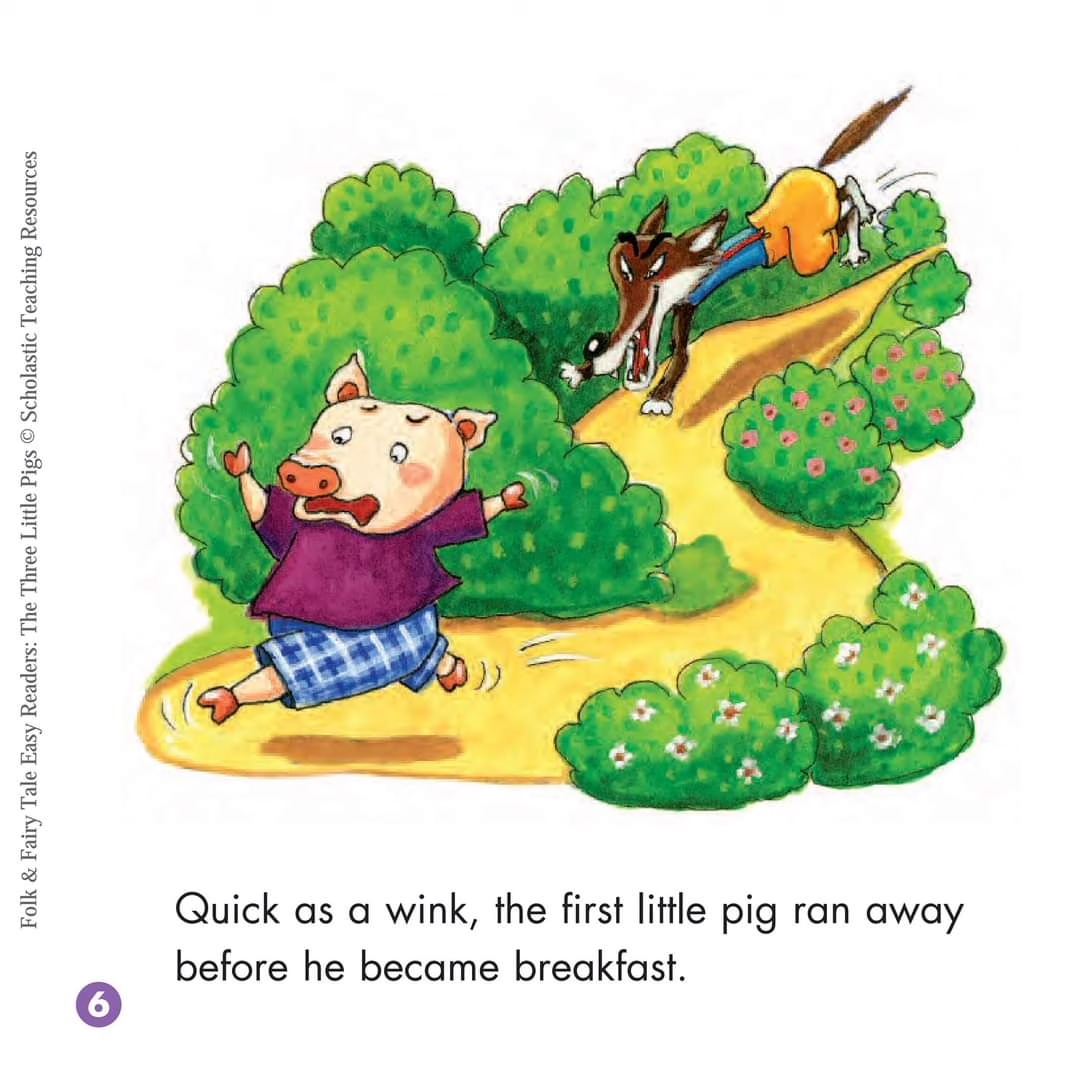 Folk & Fairy Tale Easy Readers: The Three Little Pigs © Scholastic Teaching Resources
Quick as a wink, the first little pig ran away
before he became breakfast.
6